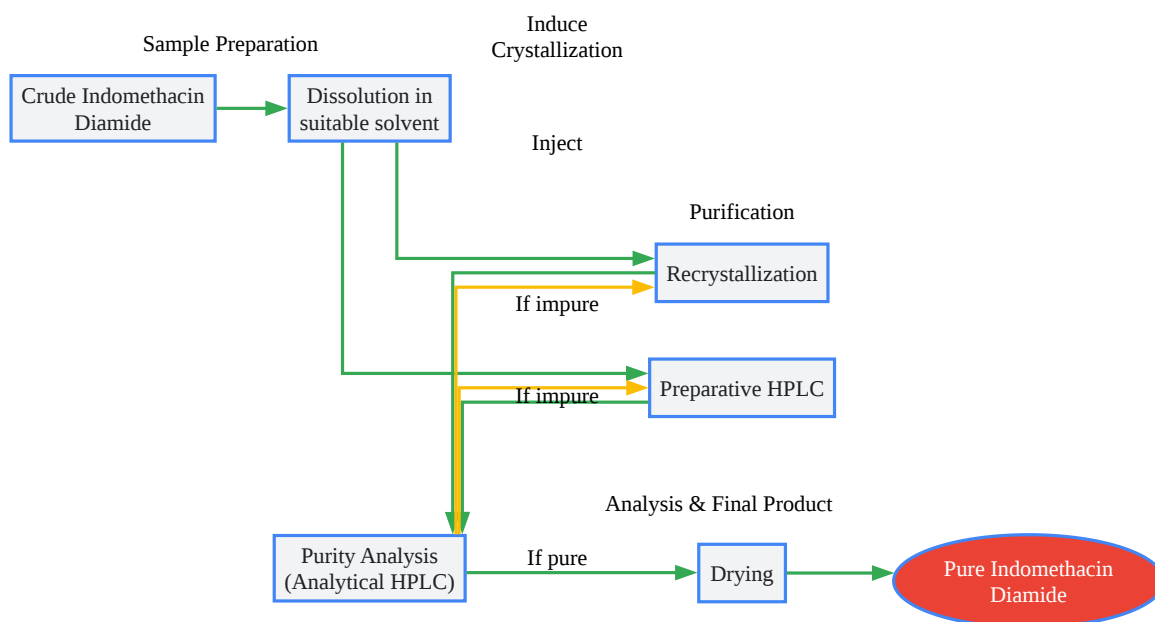 Induce
Crystallization
Sample Preparation
Crude Indomethacin
Diamide
Dissolution in
suitable solvent
Inject
Purification
Recrystallization
If impure
Preparative HPLC
If impure
Analysis & Final Product
Purity Analysis
(Analytical HPLC)
If pure
Drying
Pure Indomethacin
Diamide